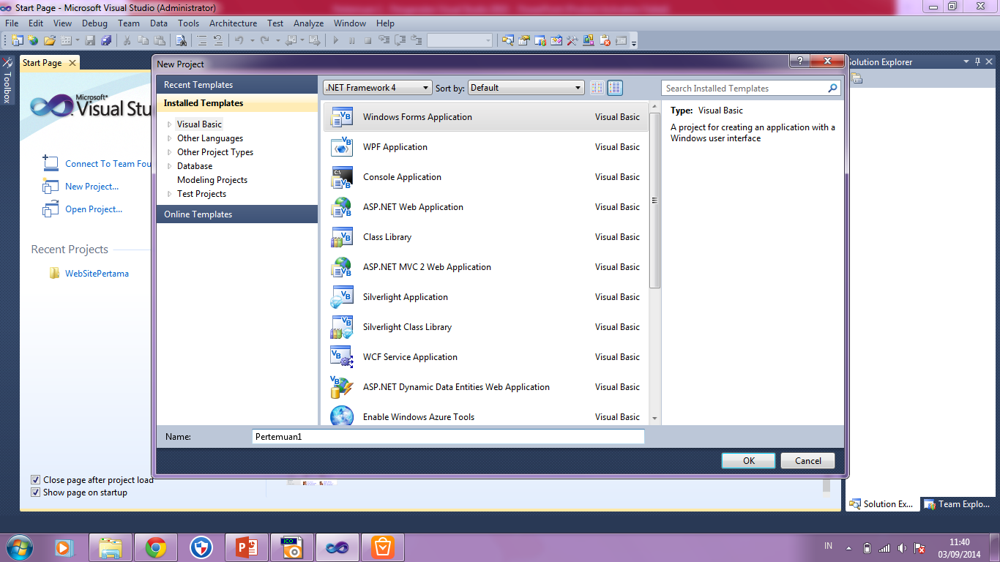 Start Page - Microsoft Visual Studio (Administrator)
File Edit View Debug Team Data Tools Architecture Test Analyze Window Help
Toolbox
Start Page
Microsoft®
Visual Stu
Connect To Team Fou
New Project...
Open Project...
Recent Projects
WebSitePertama
Close page after project load
Show page on startup
New Project
Recent Templates
Installed Templates
Visual Basic
Other Languages
Other Project Types
Database
Modeling Projects
Test Projects
Online Templates
.NET Framework 4 Sort by: Default
Search Installed Templates
Windows Forms Application Visual Basic
WPF Application Visual Basic
Console Application Visual Basic
ASP.NET Web Application Visual Basic
Class Library Visual Basic
ASP.NET MVC 2 Web Application Visual Basic
Silverlight Application Visual Basic
Silverlight Class Library Visual Basic
WCF Service Application Visual Basic
ASP.NET Dynamic Data Entities Web Application Visual Basic
Enable Windows Azure Tools Visual Basic
Type: Visual Basic
A project for creating an application with a
Windows user interface
Name: Pertemuan1
OK Cancel
Solution Explorer
Solution Ex... Team Explo...
IN
11:40
03/09/2014